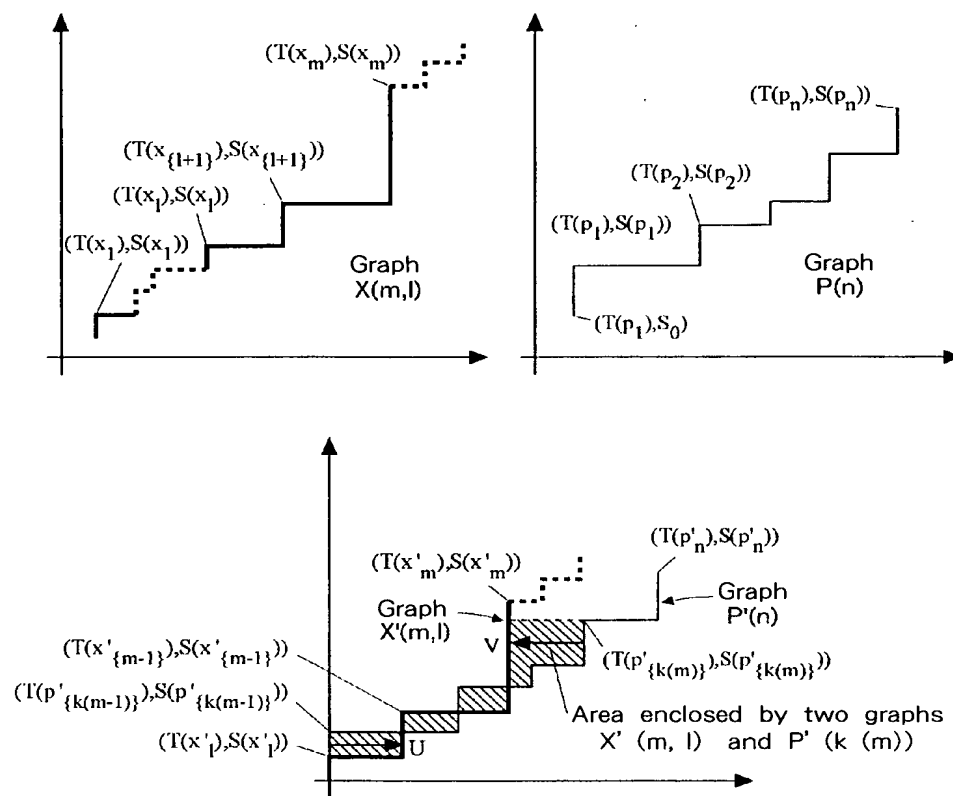 (T(x_m),S(x_m))
(T(x_{l+1}),S(x_{l+1}))
(T(x_l),S(x_l))
(T(x_1),S(x_1))
Graph
X(m,l)
(T(p_n),S(p_n))
(T(p_2),S(p_2))
(T(p_1),S(p_1))
Graph
P(n)
(T(p_1),S_0)
(T(p'_n),S(p'_n))
(T(x'_m),S(x'_m))
Graph
X'(m,l)
Graph
P'(n)
V
(T(x'_{m-1}),S(x'_{m-1}))
(T(p'_{k(m)}),S(p'_{k(m)}))
(T(p'_{k(m-1)}),S(p'_{k(m-1)}))
Area enclosed by two graphs
X' (m, l) and P' (k (m))
(T(x'_l),S(x'_l))
U